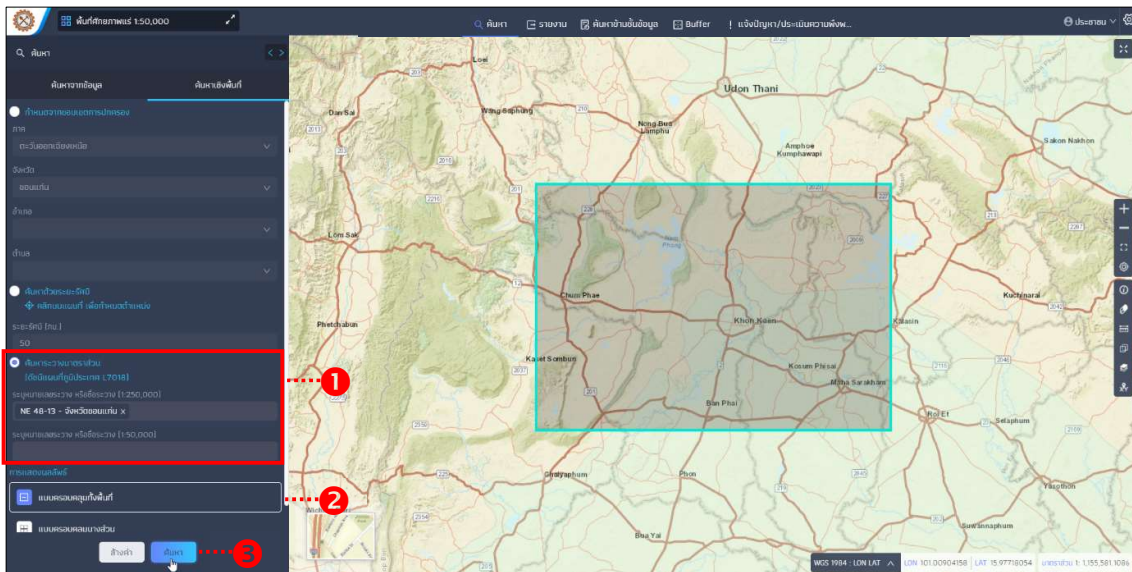 พื้นที่ศักยภาพแร่ 1:50,000
ค้นหา
รายงาน
ค้นหาข้ามชั้นข้อมูล
Buffer
! แจ้งปัญหา/ประเมินความพึงพ...
ประชาชน
ค้นหา
ค้นหาจากข้อมูล
ค้นหาเชิงพื้นที่
กำหนดจากขอบเขตการปกครอง
ภาค
ตะวันออกเฉียงเหนือ
จังหวัด
ขอนแก่น
อำเภอ
ตำบล
ค้นหาด้วยระยะรัศมี
คลิกบนแผนที่ เพื่อกำหนดตำแหน่ง
ระยะรัศมี (กม.)
50
ค้นหาระวางมาตราส่วน
(ดัชนีแผนที่ภูมิประเทศ L7018)
ระบุหมายเลขระวาง หรือชื่อระวาง (1:250,000)
NE 48-13 - จังหวัดขอนแก่น x
ระบุหมายเลขระวาง หรือชื่อระวาง (1:50,000)
การแสดงผลลัพธ์
แบบครอบคลุมทั้งพื้นที่
แบบครอบคลุมบางส่วน
ล้างค่า
ค้นหา
1
2
3
Loei
Udon Thani
Dan Sai
Wang Saphung
Nong Bua
Lamphu
Amphoe
Kumphawapi
Sakon Nakhon
Lom Sak
Phetchabun
Chum Phae
Khon Kaen
Kalasin
Kuchinarai
Kaset Sombun
Kosum Phisai
Maha Sarakham
Ban Phai
Roi Et
Selaphum
Chaiyaphum
Phon
Yasothon
Suwannaphum
Bua Yai
WGS 1984 : LON LAT
LON 101.00904158
LAT 15.97718054
มาตราส่วน 1: 1,155,581.1086